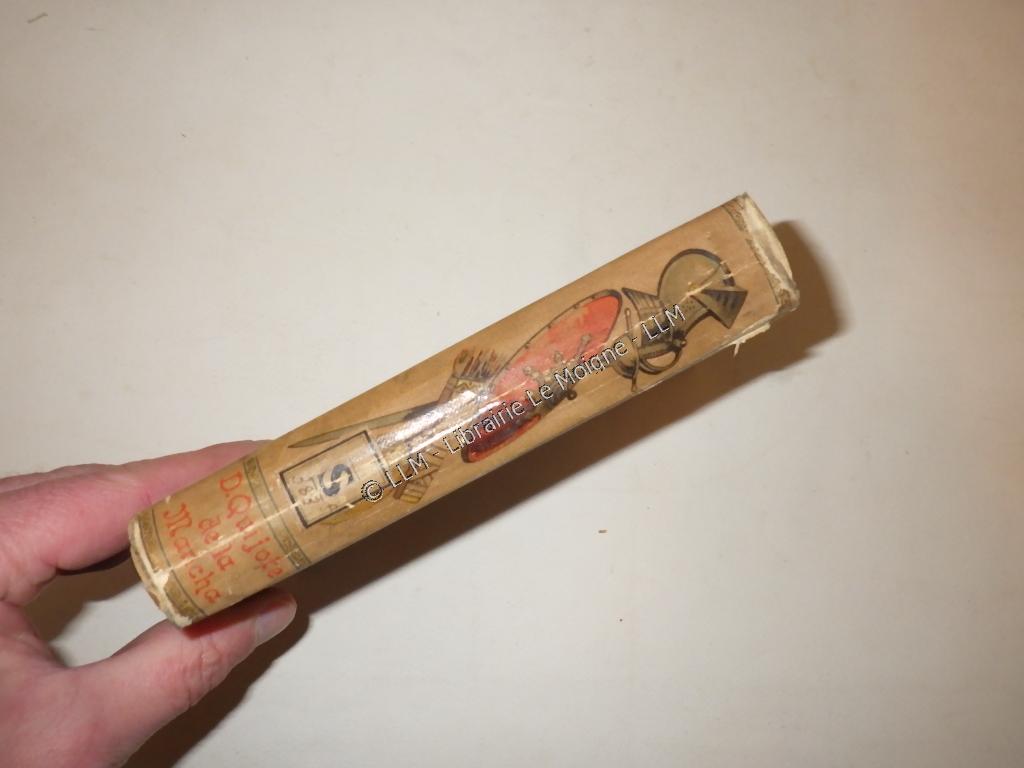 D. Quijote
de la
Mancha
S
© LLM - Librairie Le Moigne - LLM